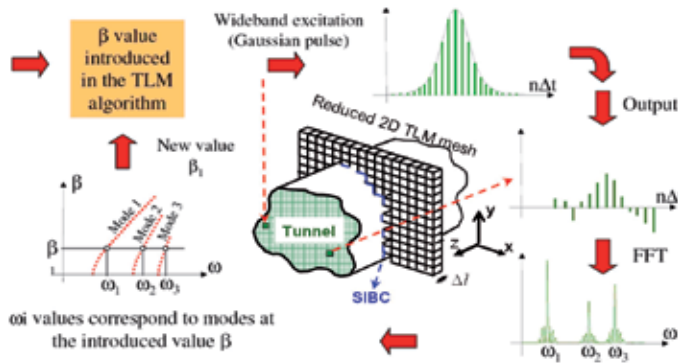 β value
introduced
in the TLM
algorithm
Wideband excitation
(Gaussian pulse)
nΔt
Output
New value
β₁
β
Mode 1
Mode 2
Mode 3
β
ω
ω₁ ω₂ ω₃
Reduced 2D TLM mesh
Tunnel
y
z
x
Δl
SIBC
nΔ
FFT
ω
ω₁ ω₂ ω₃
ωi values correspond to modes at
the introduced value β